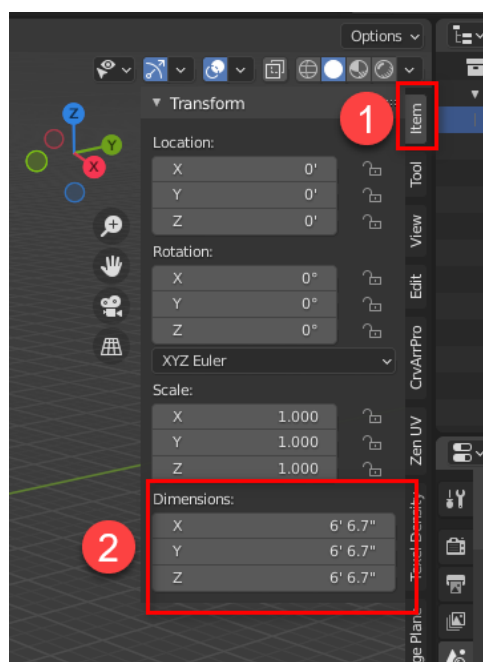 Options
Transform
1
Item
Z
Y
X
Location:
X 0'
Y 0'
Z 0'
Tool
View
Rotation:
X 0°
Y 0°
Z 0°
Edit
XYZ Euler
CrvArrPro
Scale:
X 1.000
Y 1.000
Z 1.000
Zen UV
Dimensions:
2
X 6' 6.7"
Y 6' 6.7"
Z 6' 6.7"
Texel Density
ge Plane